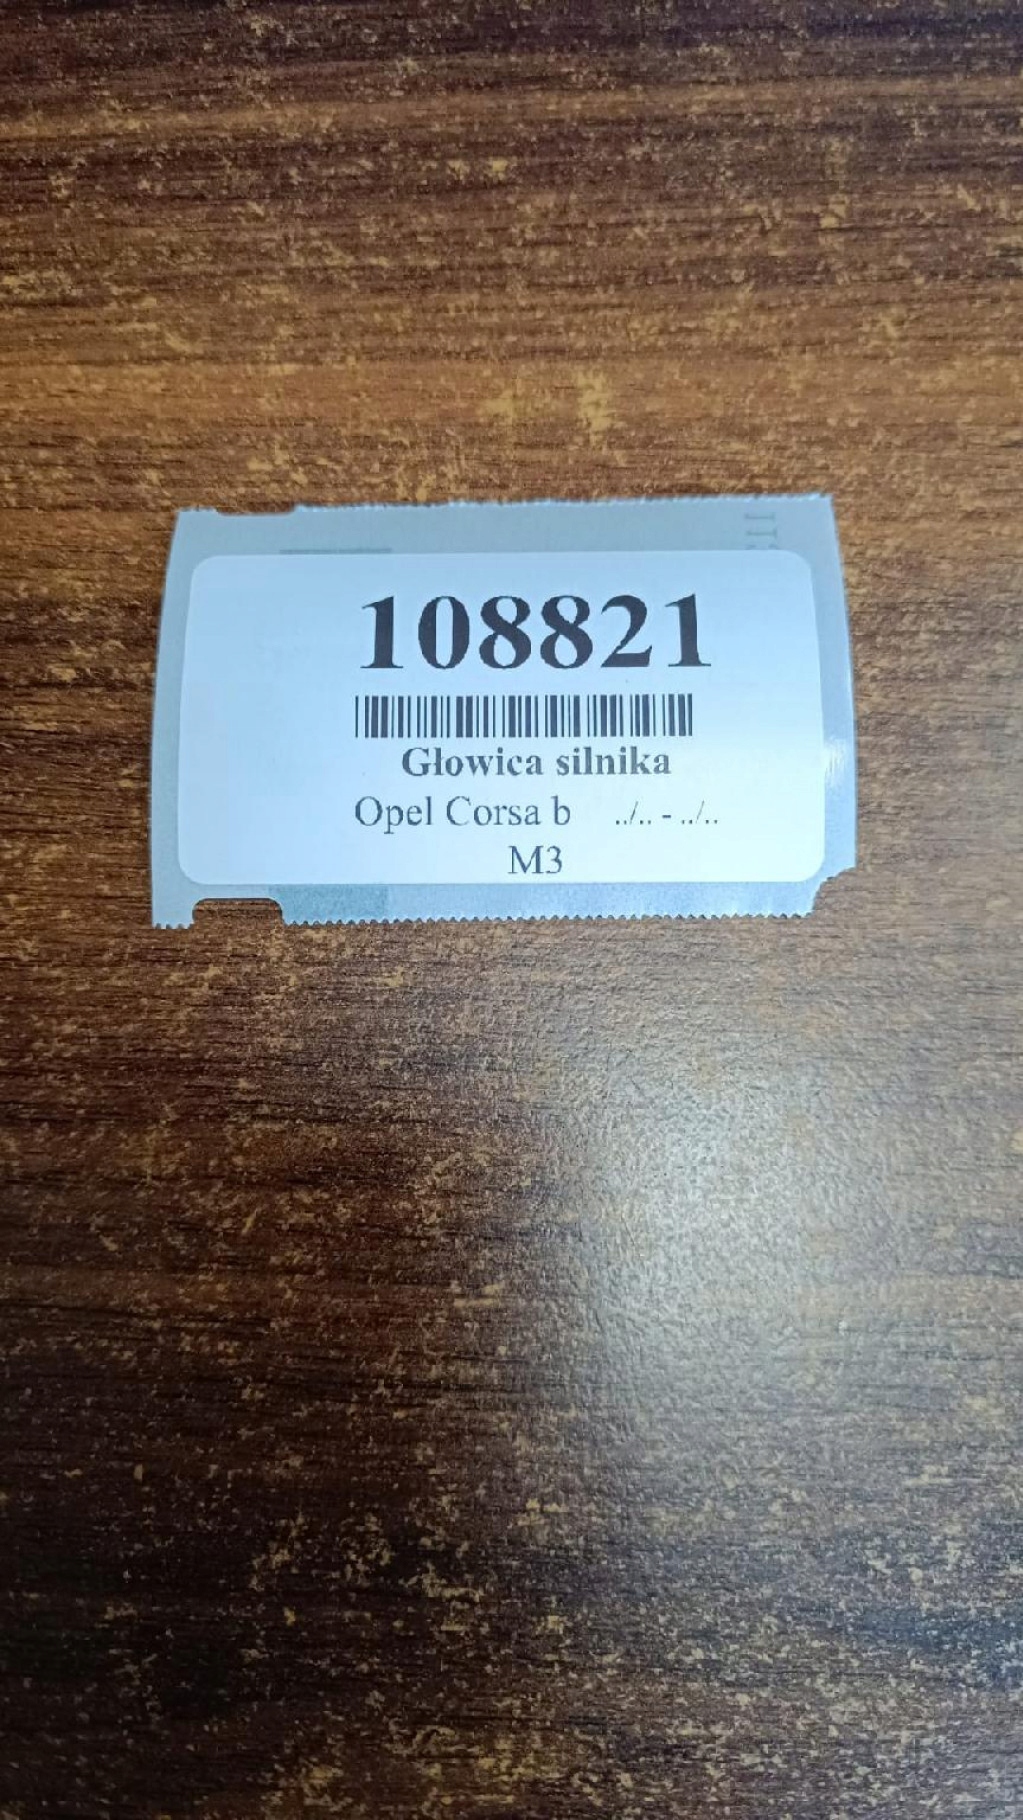 108821
Głowica silnika
Opel Corsa b ../.. - ../..
M3